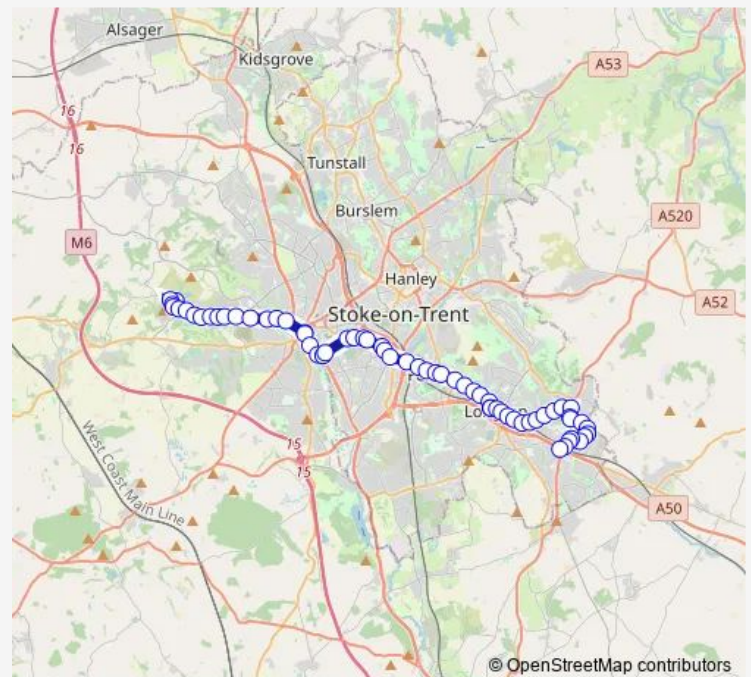 Alsager
Kidsgrove
A53
16
16
Tunstall
Burslem
A520
M6
Hanley
A52
Stoke-on-Trent
15
15
West Coast Main Line
A50
© OpenStreetMap contributors